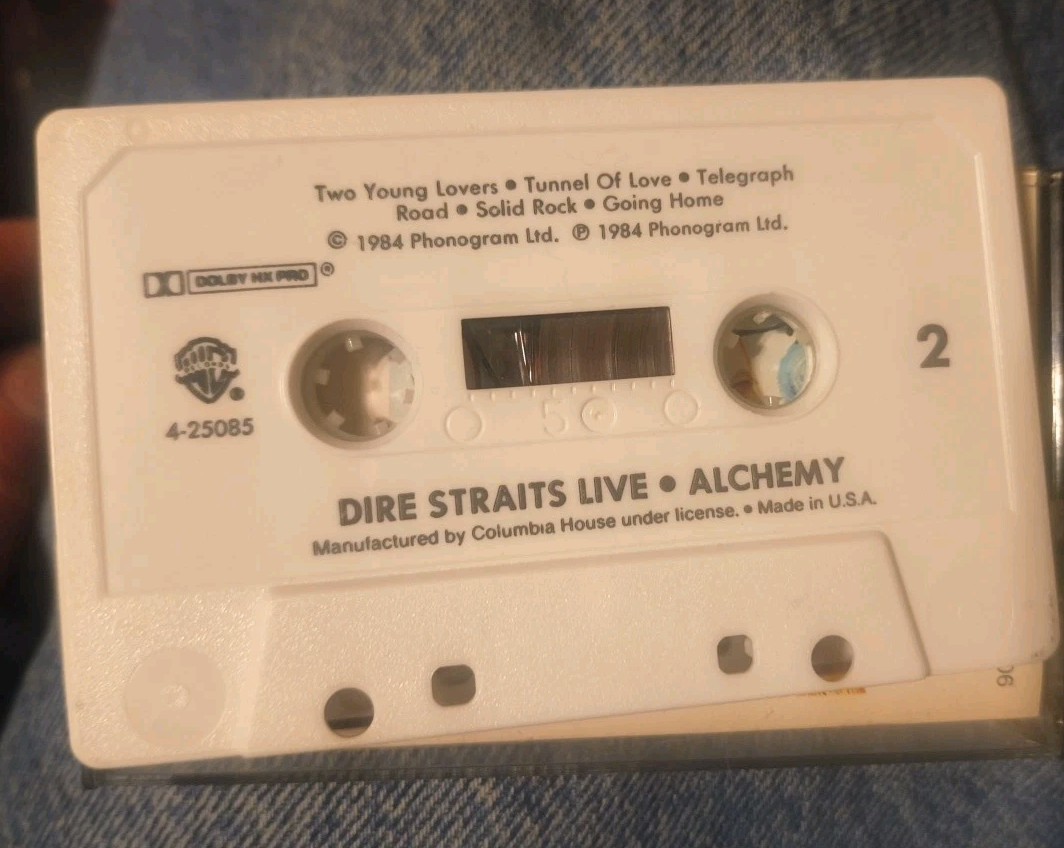 Two Young Lovers • Tunnel Of Love • Telegraph
Road • Solid Rock • Going Home
© 1984 Phonogram Ltd. ℗ 1984 Phonogram Ltd.
DOLBY HX PRO ®
2
4-25085
50
DIRE STRAITS LIVE • ALCHEMY
Manufactured by Columbia House under license. • Made in U.S.A.